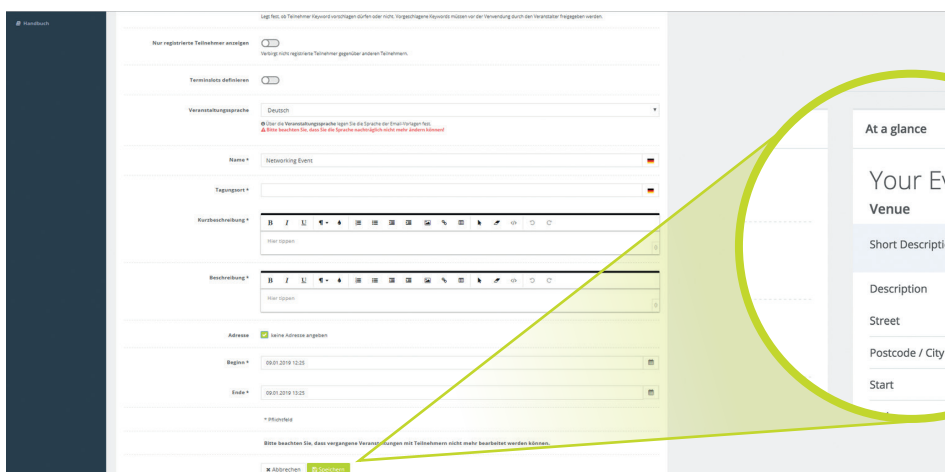 Handbuch
Legt fest, ob Teilnehmer Keyword vorschlagen dürfen oder nicht. Vorgeschlagene Keywords müssen vor der Verwendung durch den Veranstalter freigegeben werden.
Nur registrierte Teilnehmer anzeigen
Verbirgt nicht registrierte Teilnehmer gegenüber anderen Teilnehmern.
Terminslots definieren
Veranstaltungssprache
Deutsch
Über die Veranstaltungssprache legen Sie die Sprache der Email-Vorlagen fest.
Bitte beachten Sie, dass Sie die Sprache nachträglich nicht mehr ändern können!
Name *
Networking Event
Tagungsort *
Kurzbeschreibung *
B I U
Hier tippen
Beschreibung *
B I U
Hier tippen
Adresse
keine Adresse angeben
Beginn *
09.01.2019 12:25
Ende *
09.01.2019 13:25
* Pflichtfeld
Bitte beachten Sie, dass vergangene Veranstaltungen mit Teilnehmern nicht mehr bearbeitet werden können.
Abbrechen
Speichern
At a glance
Your Ev
Venue
Short Descripti
Description
Street
Postcode / City
Start